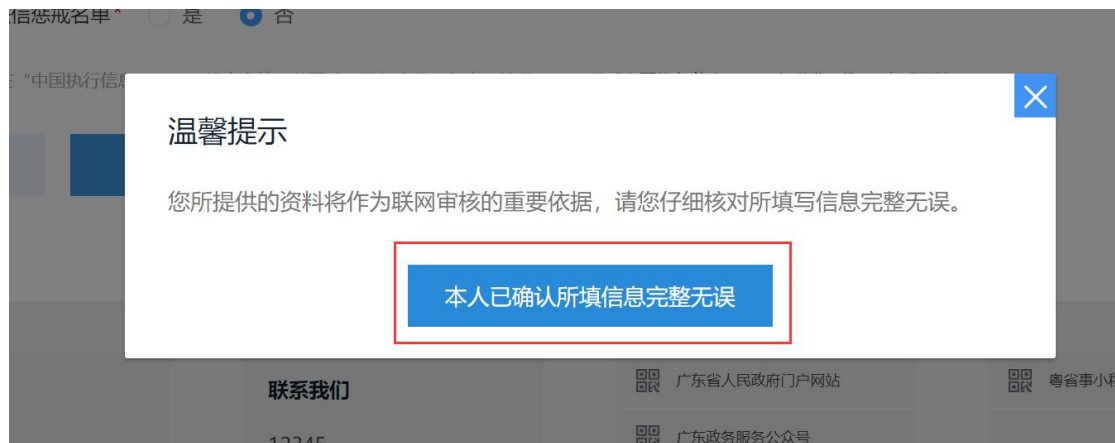 信惩戒名单* 是 否
“中国执行信息
温馨提示
您所提供的资料将作为联网审核的重要依据，请您仔细核对所填写信息完整无误。
本人已确认所填信息完整无误
联系我们
广东省人民政府门户网站
粤省事小程
12345
广东政务服务公众号